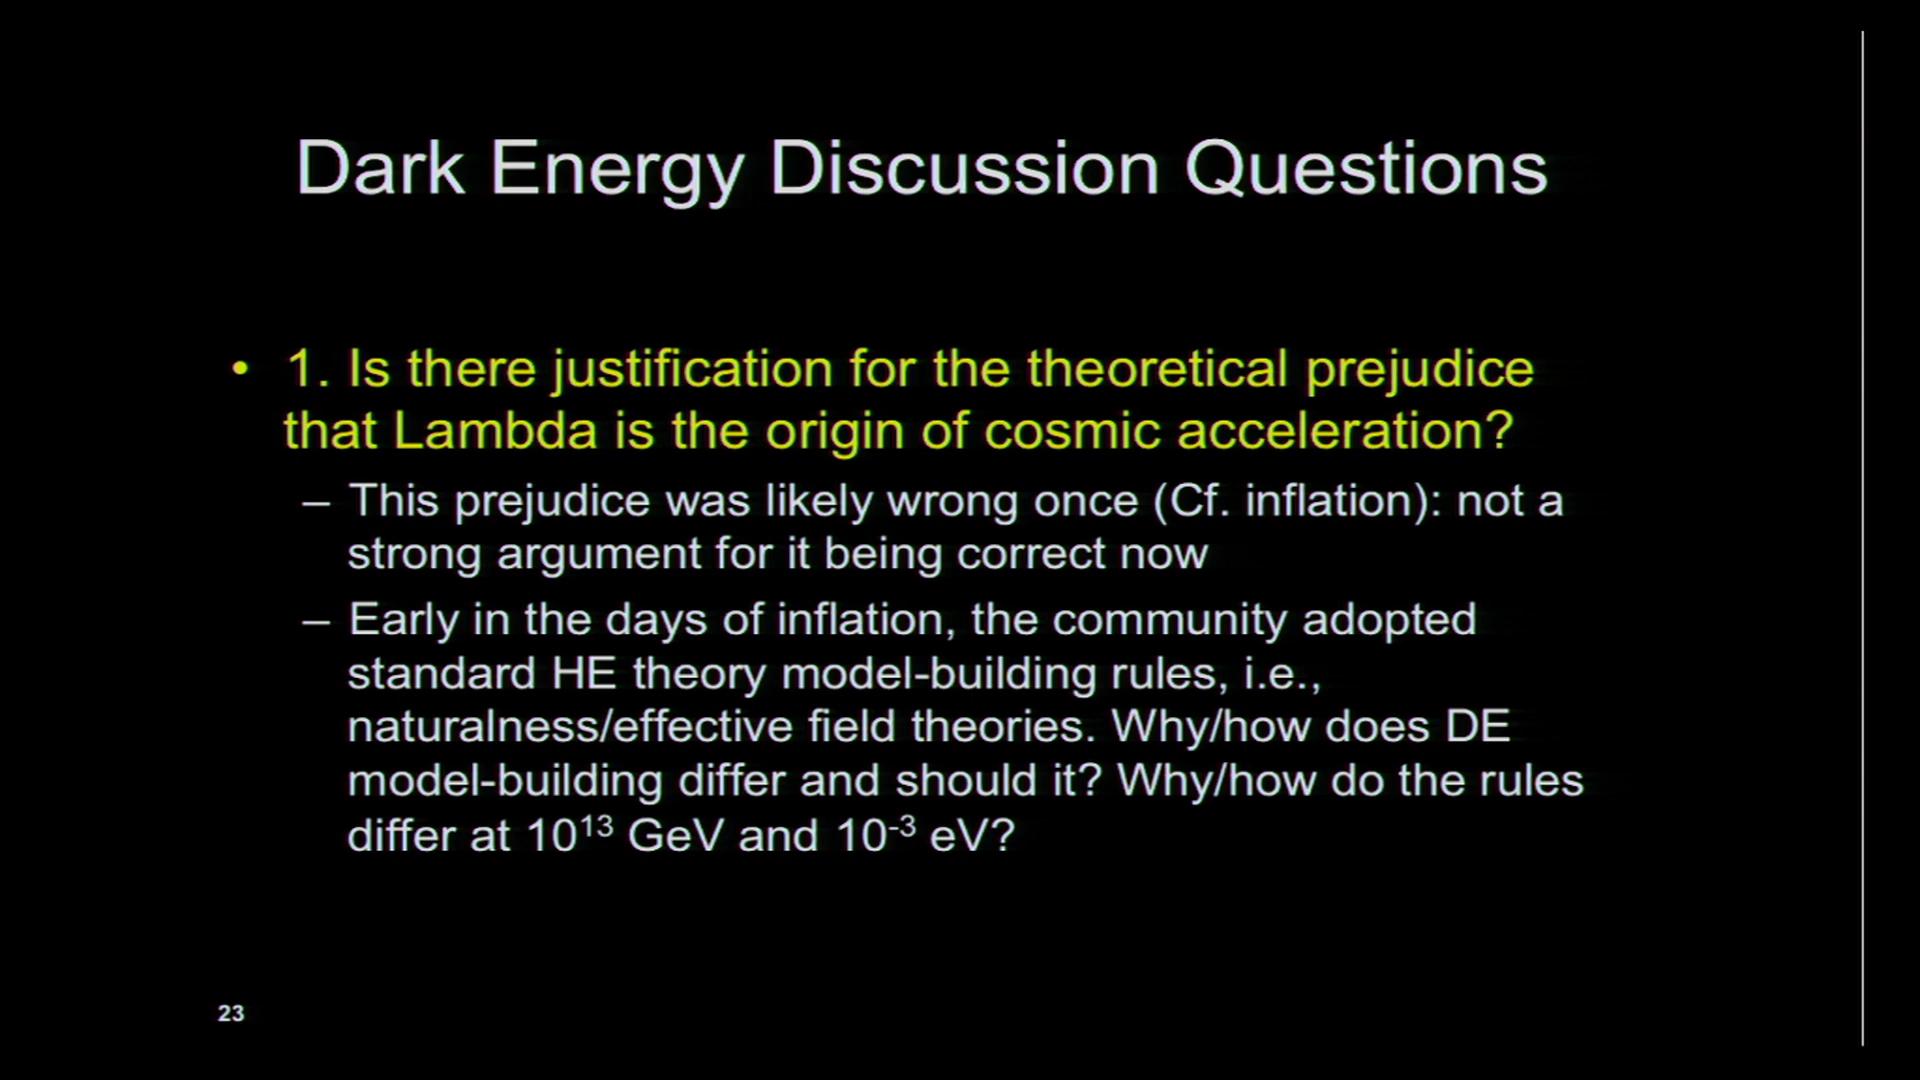 Dark Energy Discussion Questions
• 1. Is there justification for the theoretical prejudice
that Lambda is the origin of cosmic acceleration?
– This prejudice was likely wrong once (Cf. inflation): not a
strong argument for it being correct now
– Early in the days of inflation, the community adopted
standard HE theory model-building rules, i.e.,
naturalness/effective field theories. Why/how does DE
model-building differ and should it? Why/how do the rules
differ at 10¹³ GeV and 10⁻³ eV?
23